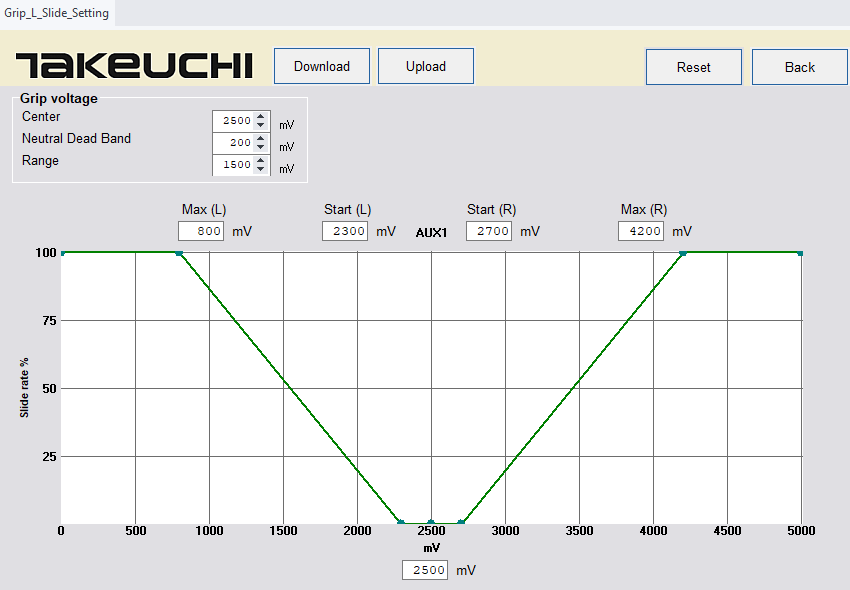 Grip_L_Slide_Setting
TAKEUCHI
Download
Upload
Reset
Back
Grip voltage
Center 2500 mV
Neutral Dead Band 200 mV
Range 1500 mV
Max (L) Start (L) Start (R) Max (R)
800 mV 2300 mV AUX1 2700 mV 4200 mV
100
75
50
25
Slide rate %
0 500 1000 1500 2000 2500 3000 3500 4000 4500 5000
mV
2500 mV